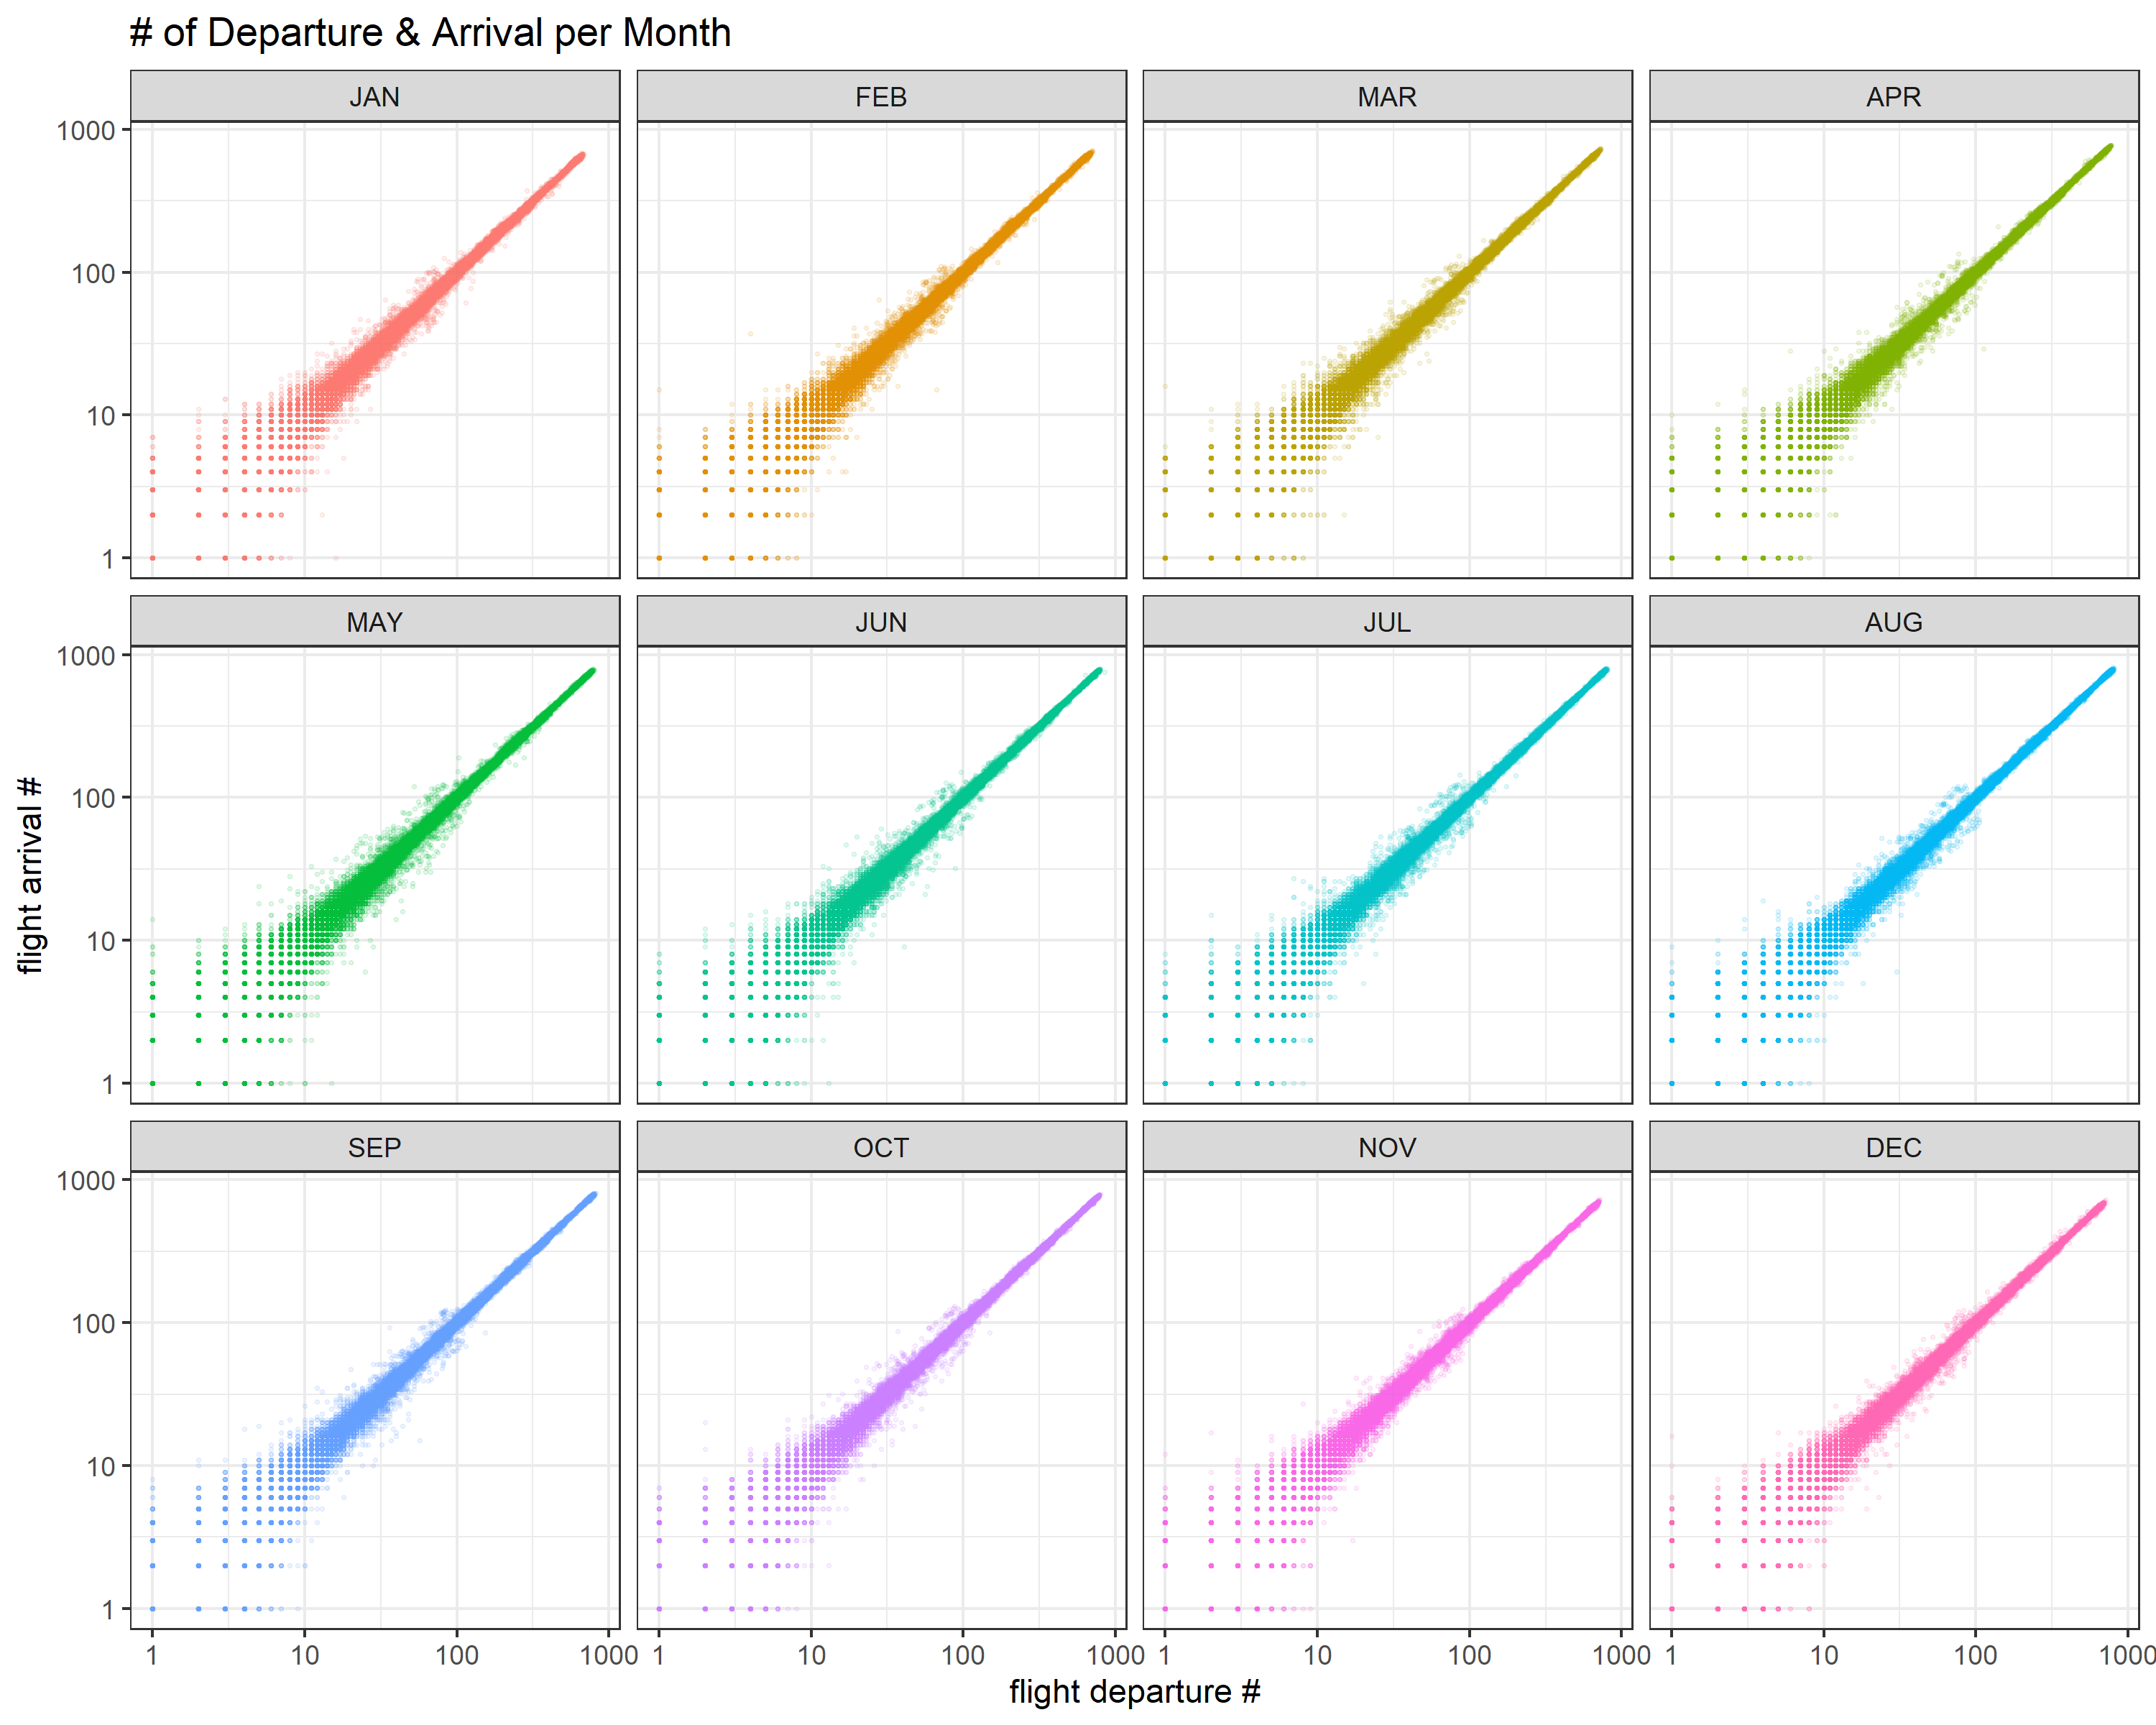 # of Departure & Arrival per Month
JAN FEB MAR APR
1000
100
10
1
MAY JUN JUL AUG
1000
100
10
1
SEP OCT NOV DEC
1000
100
10
1
1 10 100 1000 1 10 100 1000 1 10 100 1000 1 10 100 1000
flight departure #
flight arrival #